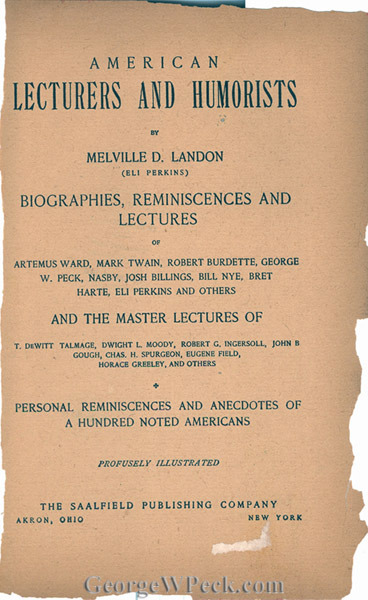 AMERICAN
LECTURERS AND HUMORISTS
BY
MELVILLE D. LANDON
(ELI PERKINS)
BIOGRAPHIES, REMINISCENCES AND
LECTURES
OF
ARTEMUS WARD, MARK TWAIN, ROBERT BURDETTE, GEORGE
W. PECK, NASBY, JOSH BILLINGS, BILL NYE, BRET
HARTE, ELI PERKINS AND OTHERS
AND THE MASTER LECTURES OF
T. DEWITT TALMAGE, DWIGHT L. MOODY, ROBERT G. INGERSOLL, JOHN B
GOUGH, CHAS. H. SPURGEON, EUGENE FIELD,
HORACE GREELEY, AND OTHERS
PERSONAL REMINISCENCES AND ANECDOTES OF
A HUNDRED NOTED AMERICANS
PROFUSELY ILLUSTRATED
THE SAALFIELD PUBLISHING COMPANY
AKRON, OHIO NEW YORK
GeorgeWPeck.com